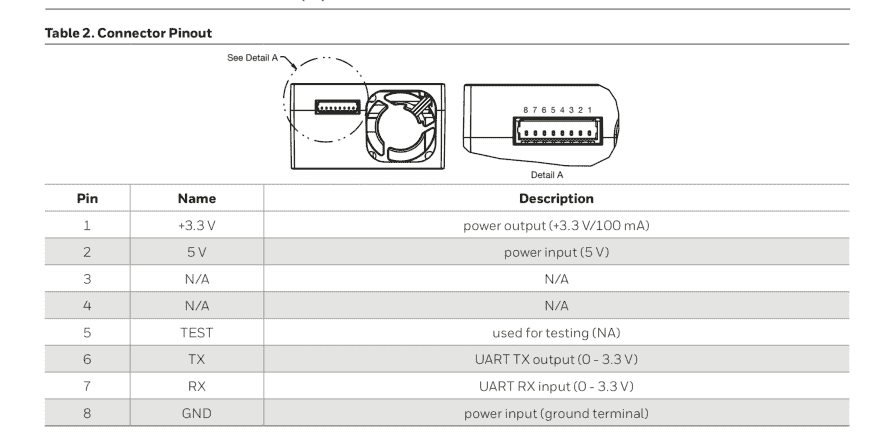 Table 2. Connector Pinout
See Detail A
8 7 6 5 4 3 2 1
Detail A
Pin Name Description
1 +3.3 V power output (+3.3 V/100 mA)
2 5 V power input (5 V)
3 N/A N/A
4 N/A N/A
5 TEST used for testing (NA)
6 TX UART TX output (0 - 3.3 V)
7 RX UART RX input (0 - 3.3 V)
8 GND power input (ground terminal)